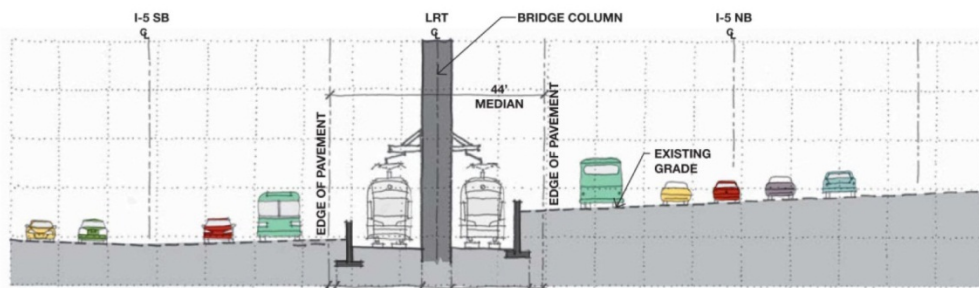 I-5 SB
℄
LRT
℄
BRIDGE COLUMN
I-5 NB
℄
44'
MEDIAN
EDGE OF PAVEMENT
EDGE OF PAVEMENT
EXISTING
GRADE